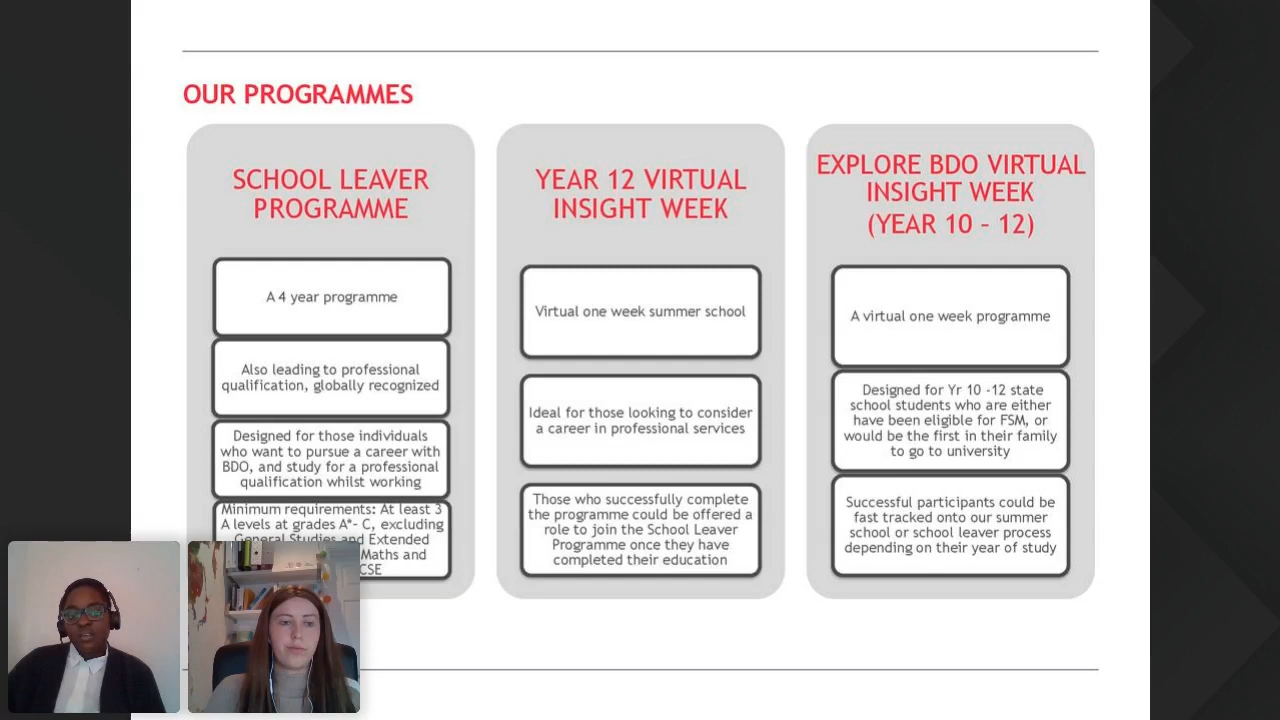 OUR PROGRAMMES
SCHOOL LEAVER
PROGRAMME
A 4 year programme
Also leading to professional
qualification, globally recognized
Designed for those individuals
who want to pursue a career with
BDO, and study for a professional
qualification whilst working
Minimum requirements: At least 3
A levels at grades A*- C, excluding
General Studies and Extended
Maths and
CSE
YEAR 12 VIRTUAL
INSIGHT WEEK
Virtual one week summer school
Ideal for those looking to consider
a career in professional services
Those who successfully complete
the programme could be offered a
role to join the School Leaver
Programme once they have
completed their education
EXPLORE BDO VIRTUAL
INSIGHT WEEK
(YEAR 10 – 12)
A virtual one week programme
Designed for Yr 10 -12 state
school students who are either
have been eligible for FSM, or
would be the first in their family
to go to university
Successful participants could be
fast tracked onto our summer
school or school leaver process
depending on their year of study